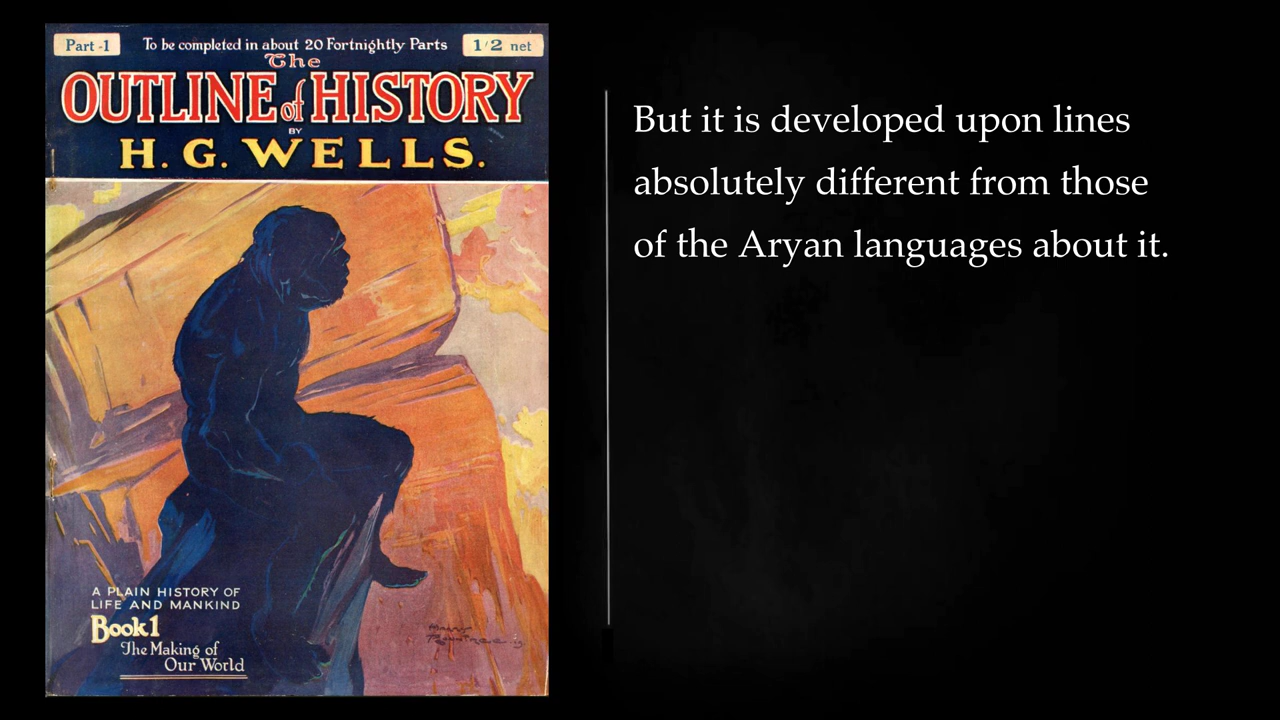 Part -1
To be completed in about 20 Fortnightly Parts
1/2 net
The
OUTLINE of HISTORY
BY
H. G. WELLS.
A PLAIN HISTORY OF
LIFE AND MANKIND
Book 1
The Making of
Our World
But it is developed upon lines
absolutely different from those
of the Aryan languages about it.